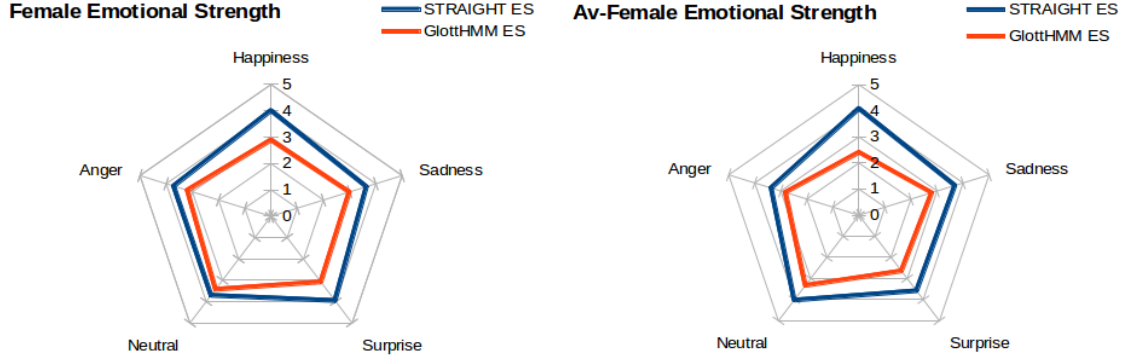 Female Emotional Strength
STRAIGHT ES
GlottHMM ES
Happiness
5
4
3
2
1
0
Anger
Sadness
Neutral
Surprise
Av-Female Emotional Strength
STRAIGHT ES
GlottHMM ES
Happiness
5
4
3
2
1
0
Anger
Sadness
Neutral
Surprise